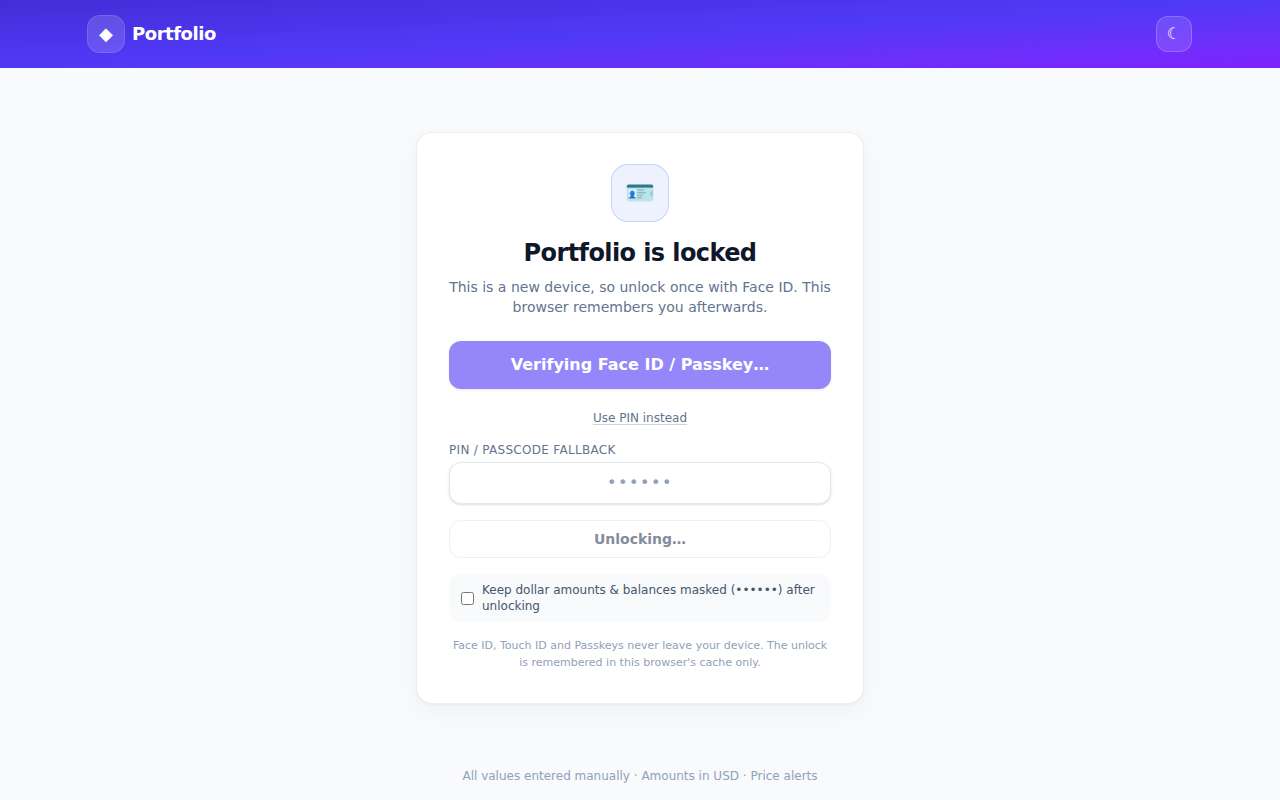 Portfolio
Portfolio is locked
This is a new device, so unlock once with Face ID. This
browser remembers you afterwards.
Verifying Face ID / Passkey…
Use PIN instead
PIN / PASSCODE FALLBACK
••••••
Unlocking…
Keep dollar amounts & balances masked (••••••) after
unlocking
Face ID, Touch ID and Passkeys never leave your device. The unlock
is remembered in this browser's cache only.
All values entered manually · Amounts in USD · Price alerts